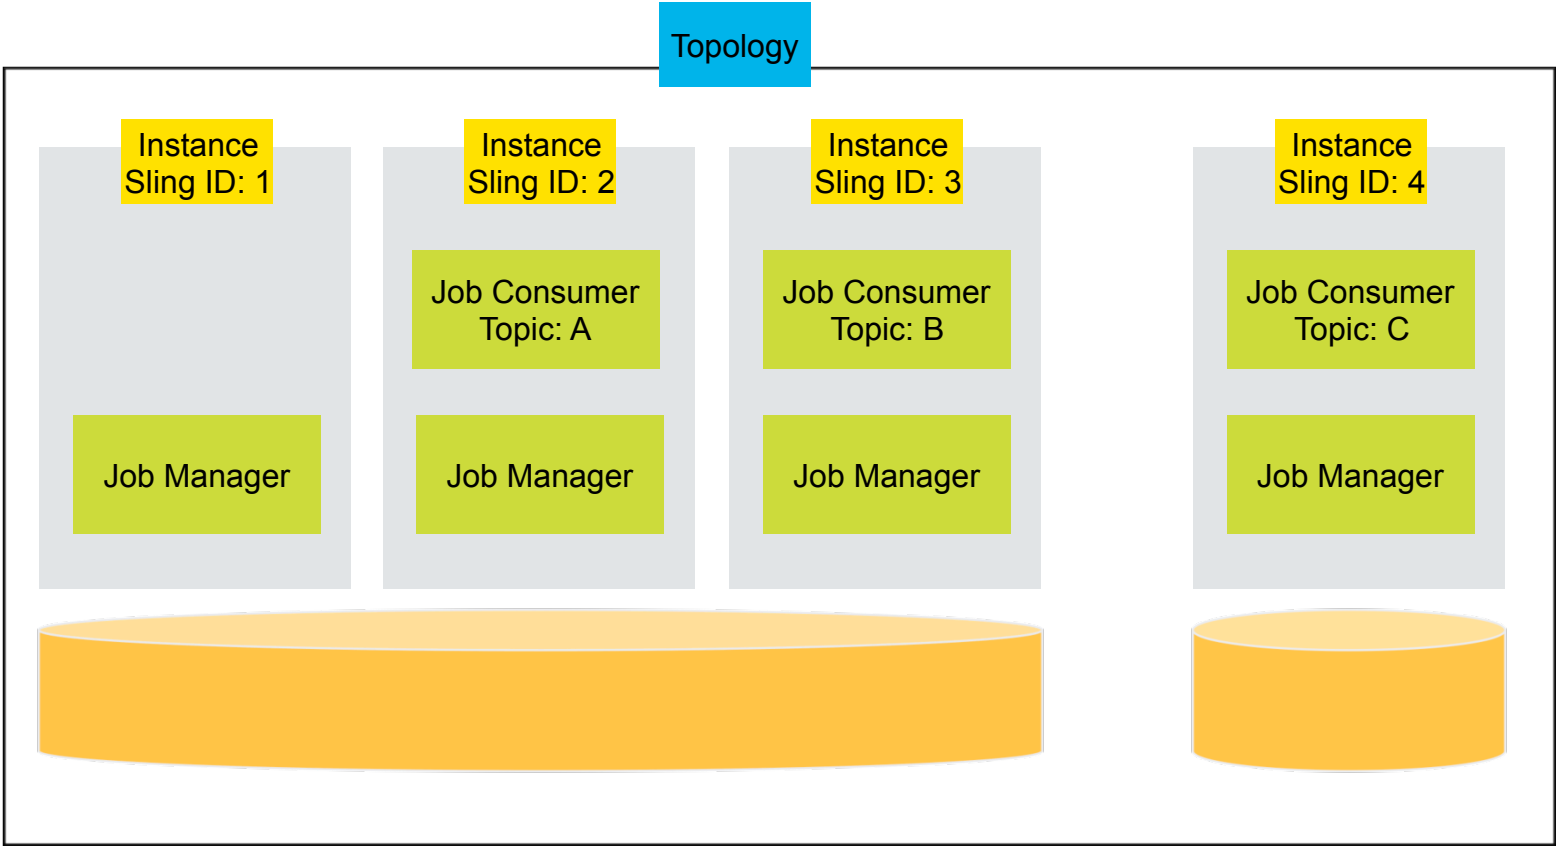 Topology
Instance
Sling ID: 1
Instance
Sling ID: 2
Instance
Sling ID: 3
Instance
Sling ID: 4
Job Consumer
Topic: A
Job Consumer
Topic: B
Job Consumer
Topic: C
Job Manager
Job Manager
Job Manager
Job Manager